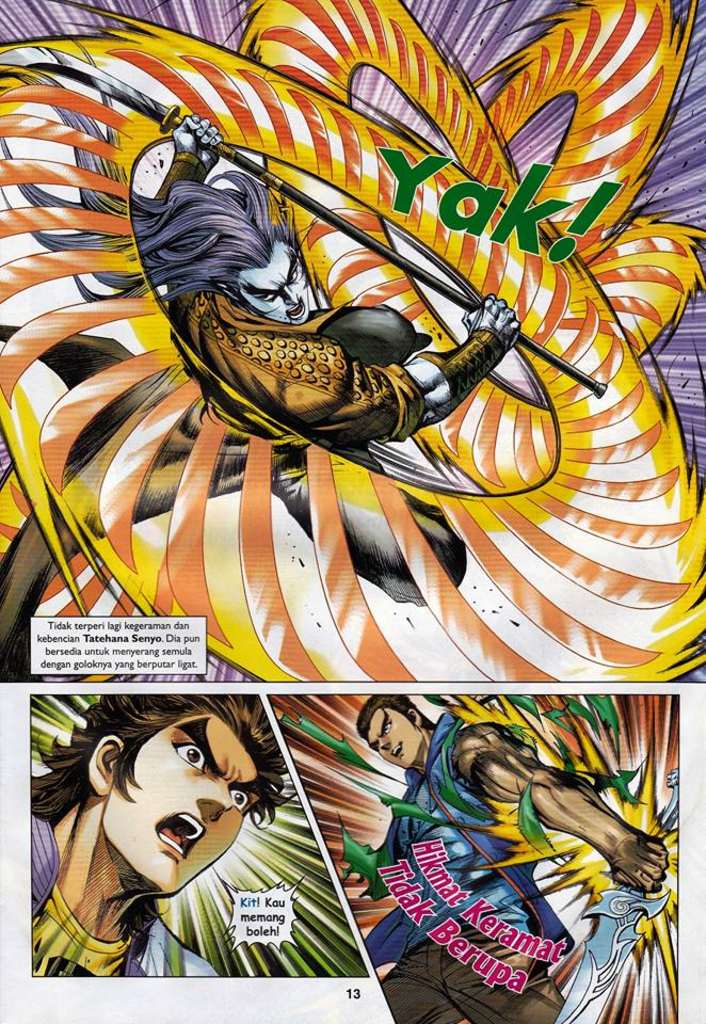 Yak!
Tidak terperi lagi kegeraman dan
kebencian Tatehana Senyo. Dia pun
bersedia untuk menyerang semula
dengan goloknya yang berputar ligat.
Kit! Kau
memang
boleh!
Hikmat Keramat
Tidak Berupa
13